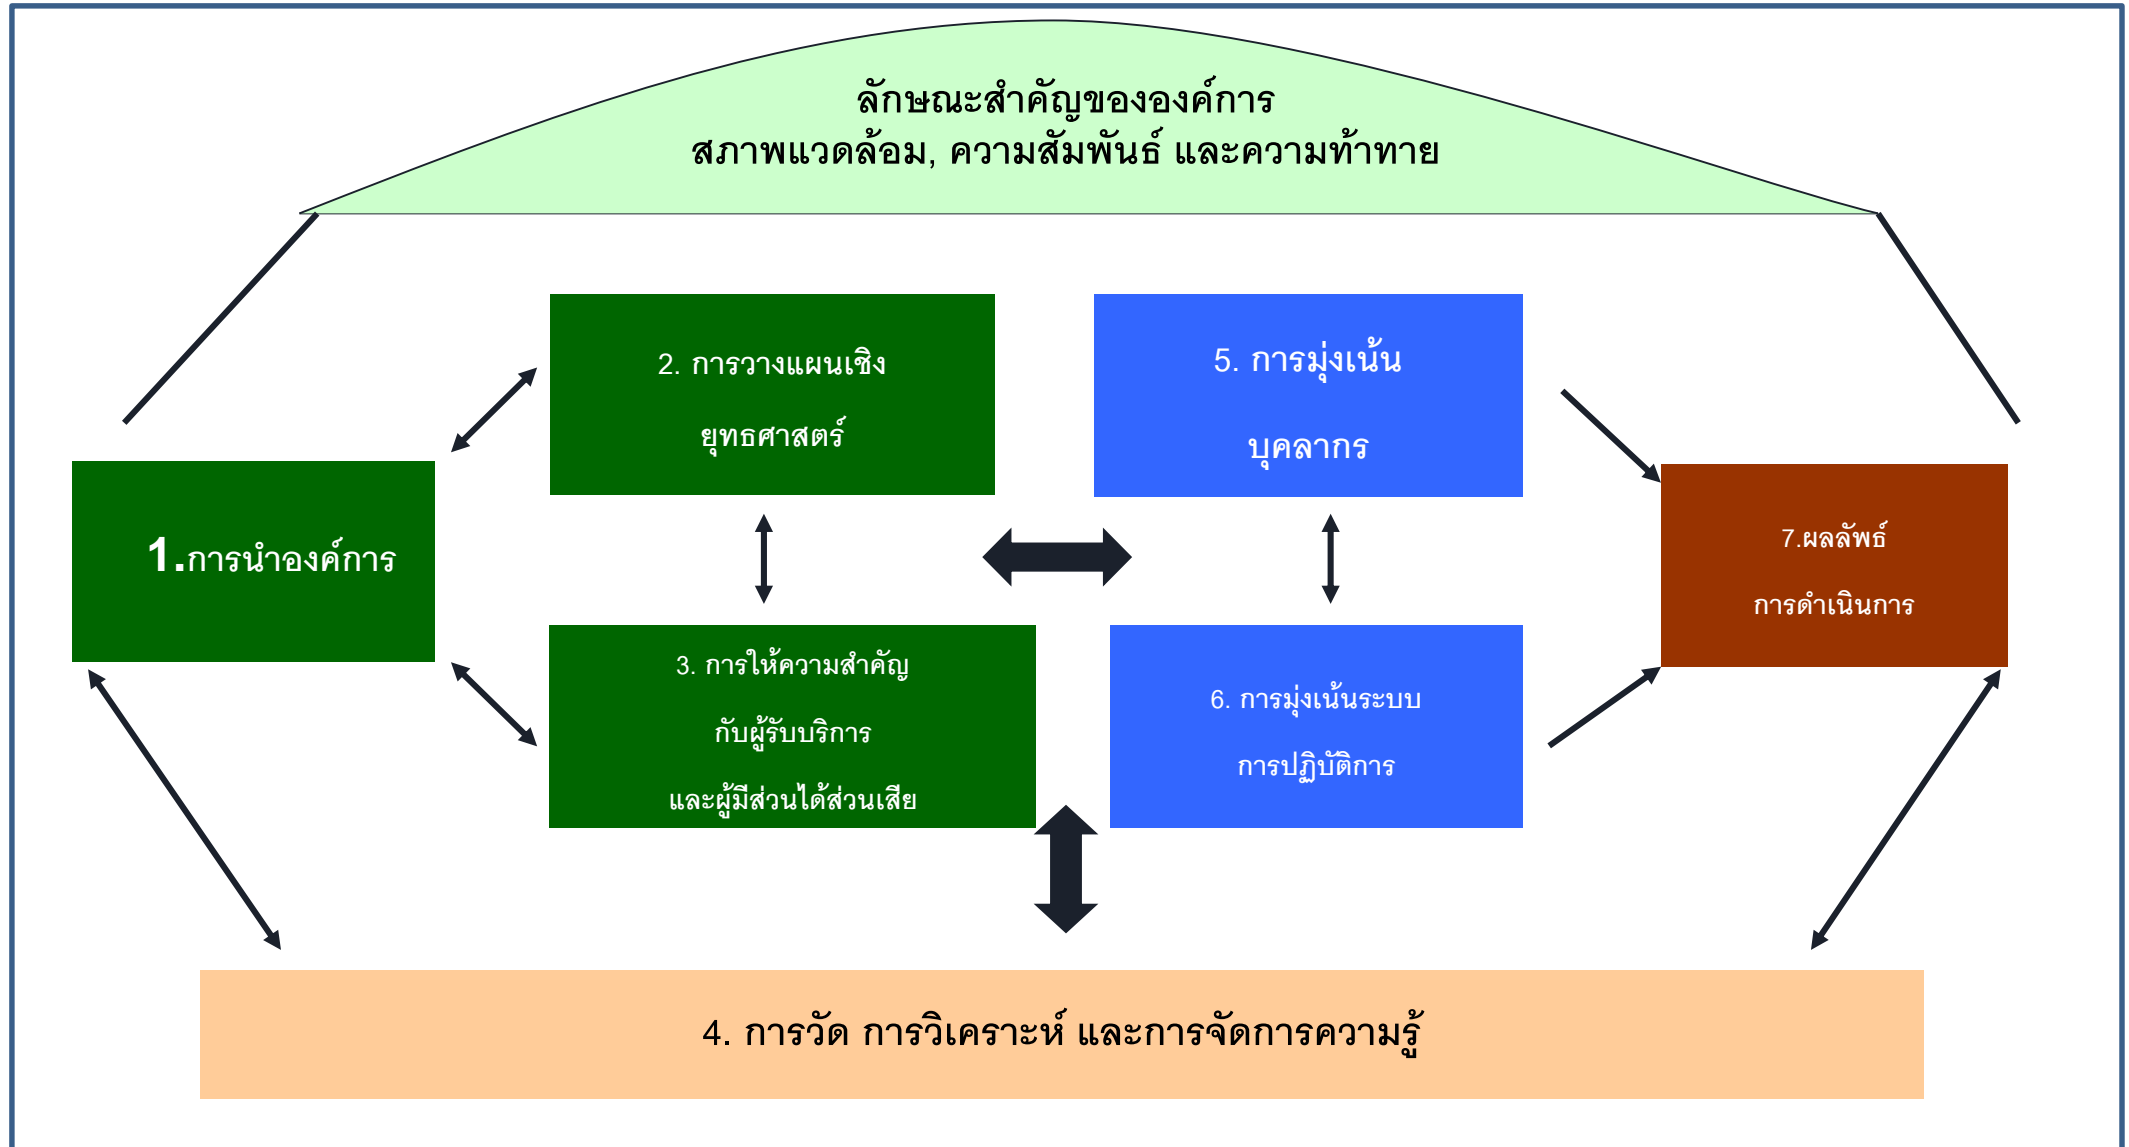 ลักษณะสำคัญขององค์การ
สภาพแวดล้อม, ความสัมพันธ์ และความท้าทาย
2. การวางแผนเชิง
ยุทธศาสตร์
5. การมุ่งเน้น
บุคลากร
1.การนำองค์การ
7.ผลลัพธ์
การดำเนินการ
3. การให้ความสำคัญ
กับผู้รับบริการ
และผู้มีส่วนได้ส่วนเสีย
6. การมุ่งเน้นระบบ
การปฏิบัติการ
4. การวัด การวิเคราะห์ และการจัดการความรู้